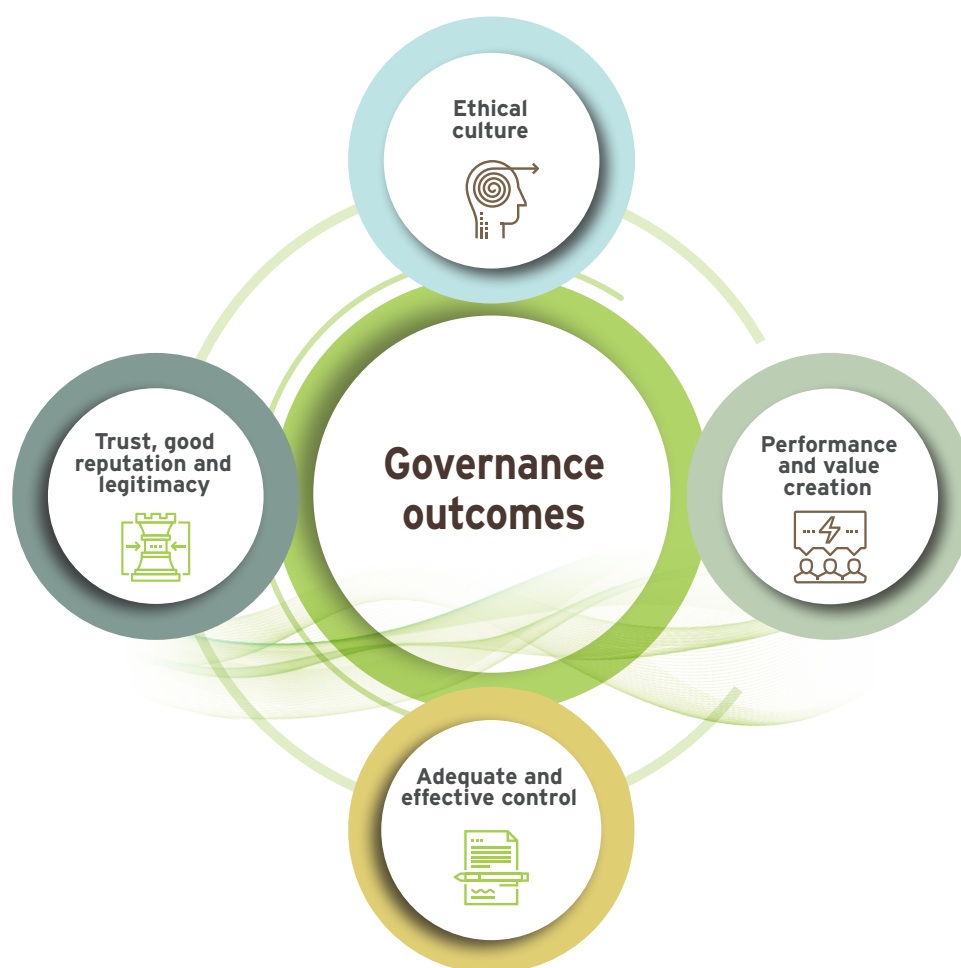 Ethical
culture
Trust, good
reputation and
legitimacy
Governance
outcomes
Performance
and value
creation
Adequate and
effective control